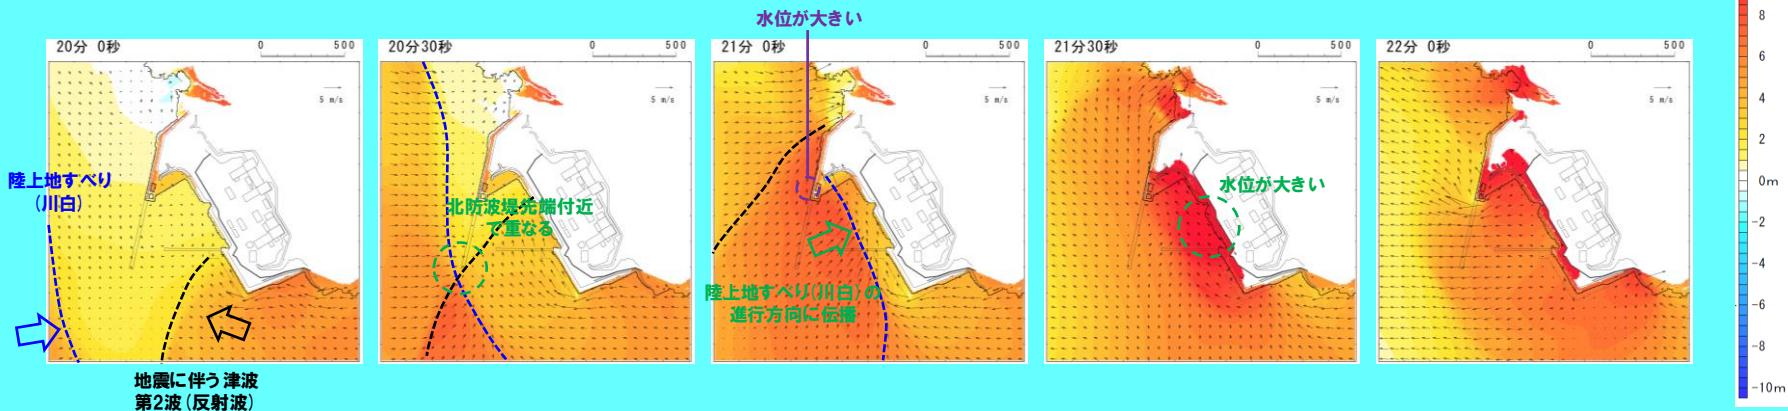 水位が大きい
20分 0秒
0 500
5 m/s
陸上地すべり
(川白)
地震に伴う津波
第2波(反射波)
20分30秒
0 500
5 m/s
北防波堤先端付近
で重なる
21分 0秒
0 500
5 m/s
陸上地すべり(川白)の
進行方向に伝播
21分30秒
0 500
5 m/s
水位が大きい
22分 0秒
0 500
5 m/s
8
6
4
2
0m
-2
-4
-6
-8
-10m